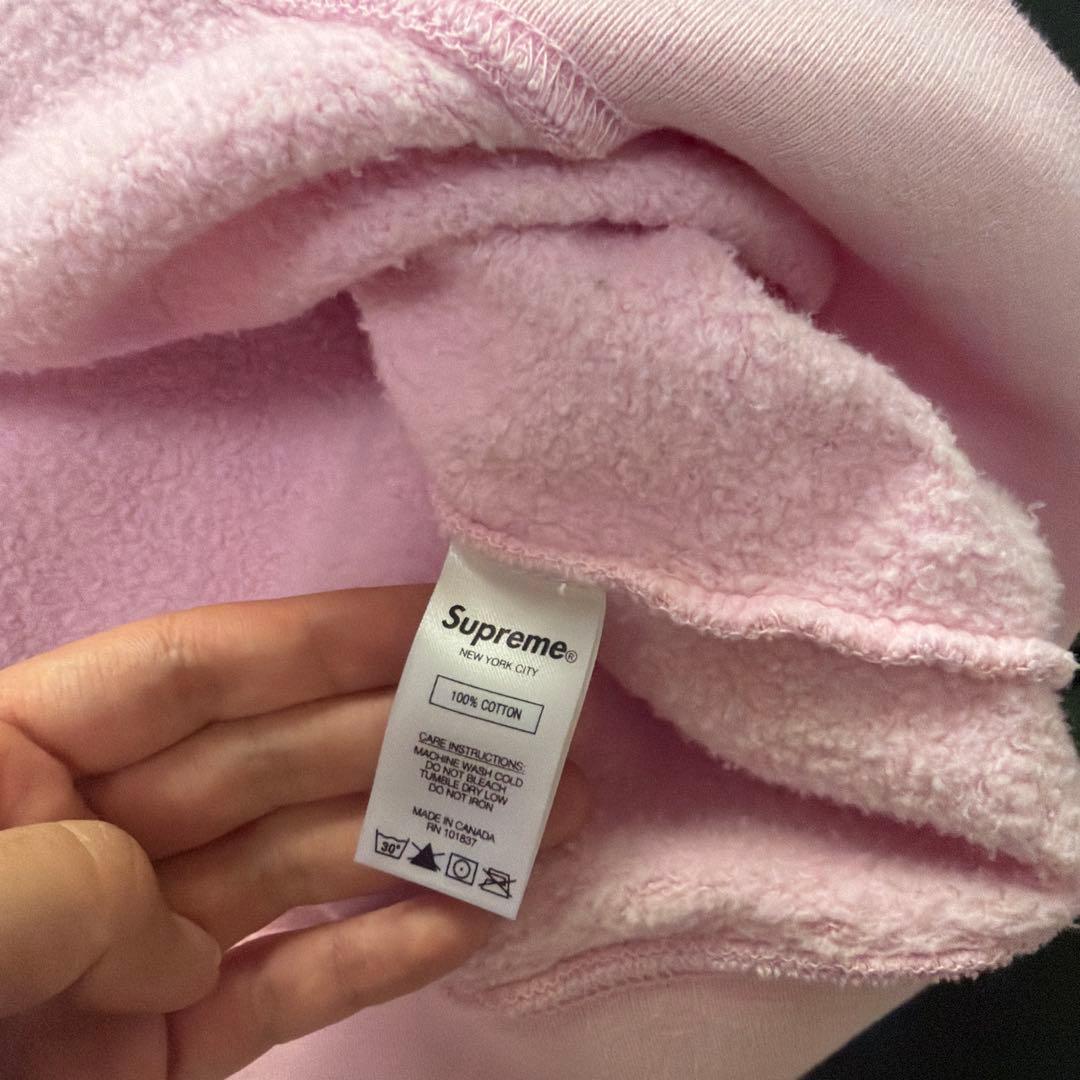 Supreme®
NEW YORK CITY
100% COTTON
CARE INSTRUCTIONS:
MACHINE WASH COLD
DO NOT BLEACH
TUMBLE DRY LOW
DO NOT IRON
MADE IN CANADA
RN 101837
30°